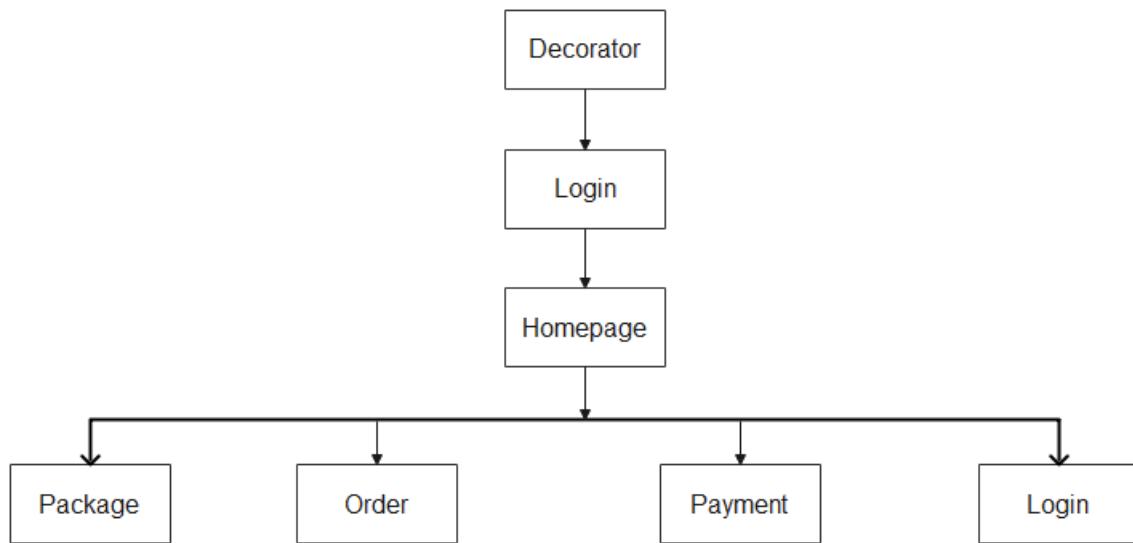 Decorator
Login
Homepage
Package
Order
Payment
Login